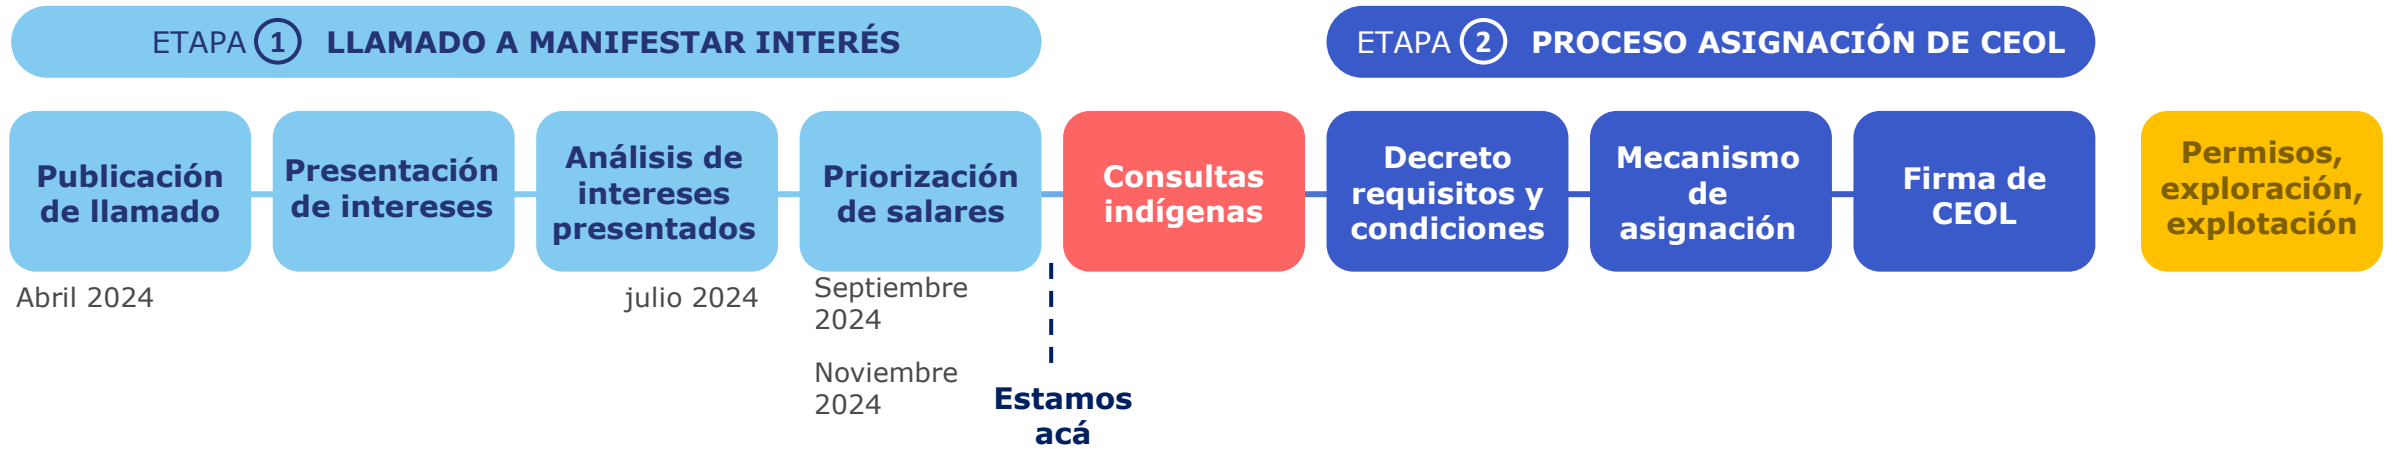 ETAPA 1 LLAMADO A MANIFESTAR INTERÉS
ETAPA 2 PROCESO ASIGNACIÓN DE CEOL
Publicación
de llamado
Presentación
de intereses
Análisis de
intereses
presentados
Priorización
de salares
Consultas
indígenas
Decreto
requisitos y
condiciones
Mecanismo
de
asignación
Firma de
CEOL
Permisos,
exploración,
explotación
Abril 2024
julio 2024
Septiembre
2024
Noviembre
2024
Estamos
acá